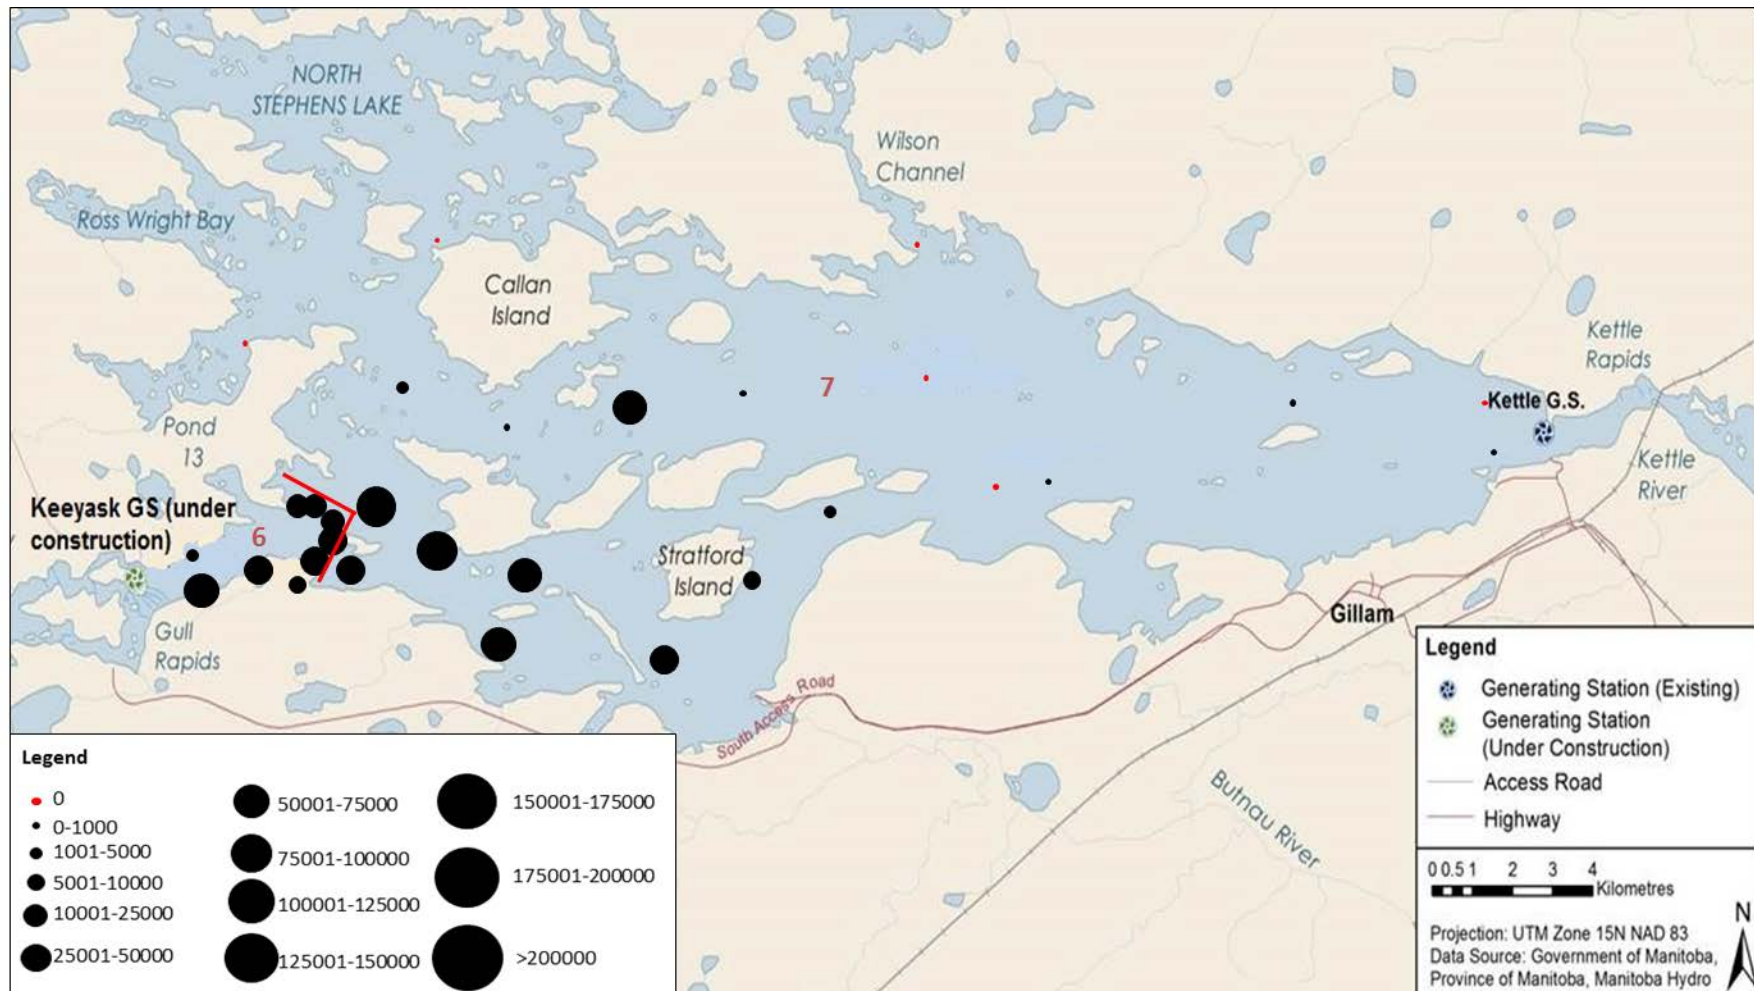 NORTH
STEPHENS LAKE
Wilson
Channel
Ross Wright Bay
Callan
Island
Kettle
Rapids
7
Kettle G.S.
Pond
13
Kettle
River
Keeyask GS (under
construction)
6
Stratford
Island
Gillam
Gull
Rapids
South Access Road
Butnau River
Legend
Generating Station (Existing)
Generating Station
(Under Construction)
Access Road
Highway
0 0.5 1 2 3 4
Kilometres
N
Projection: UTM Zone 15N NAD 83
Data Source: Government of Manitoba,
Province of Manitoba, Manitoba Hydro
Legend
0
0-1000
1001-5000
5001-10000
10001-25000
25001-50000
50001-75000
75001-100000
100001-125000
125001-150000
150001-175000
175001-200000
>200000